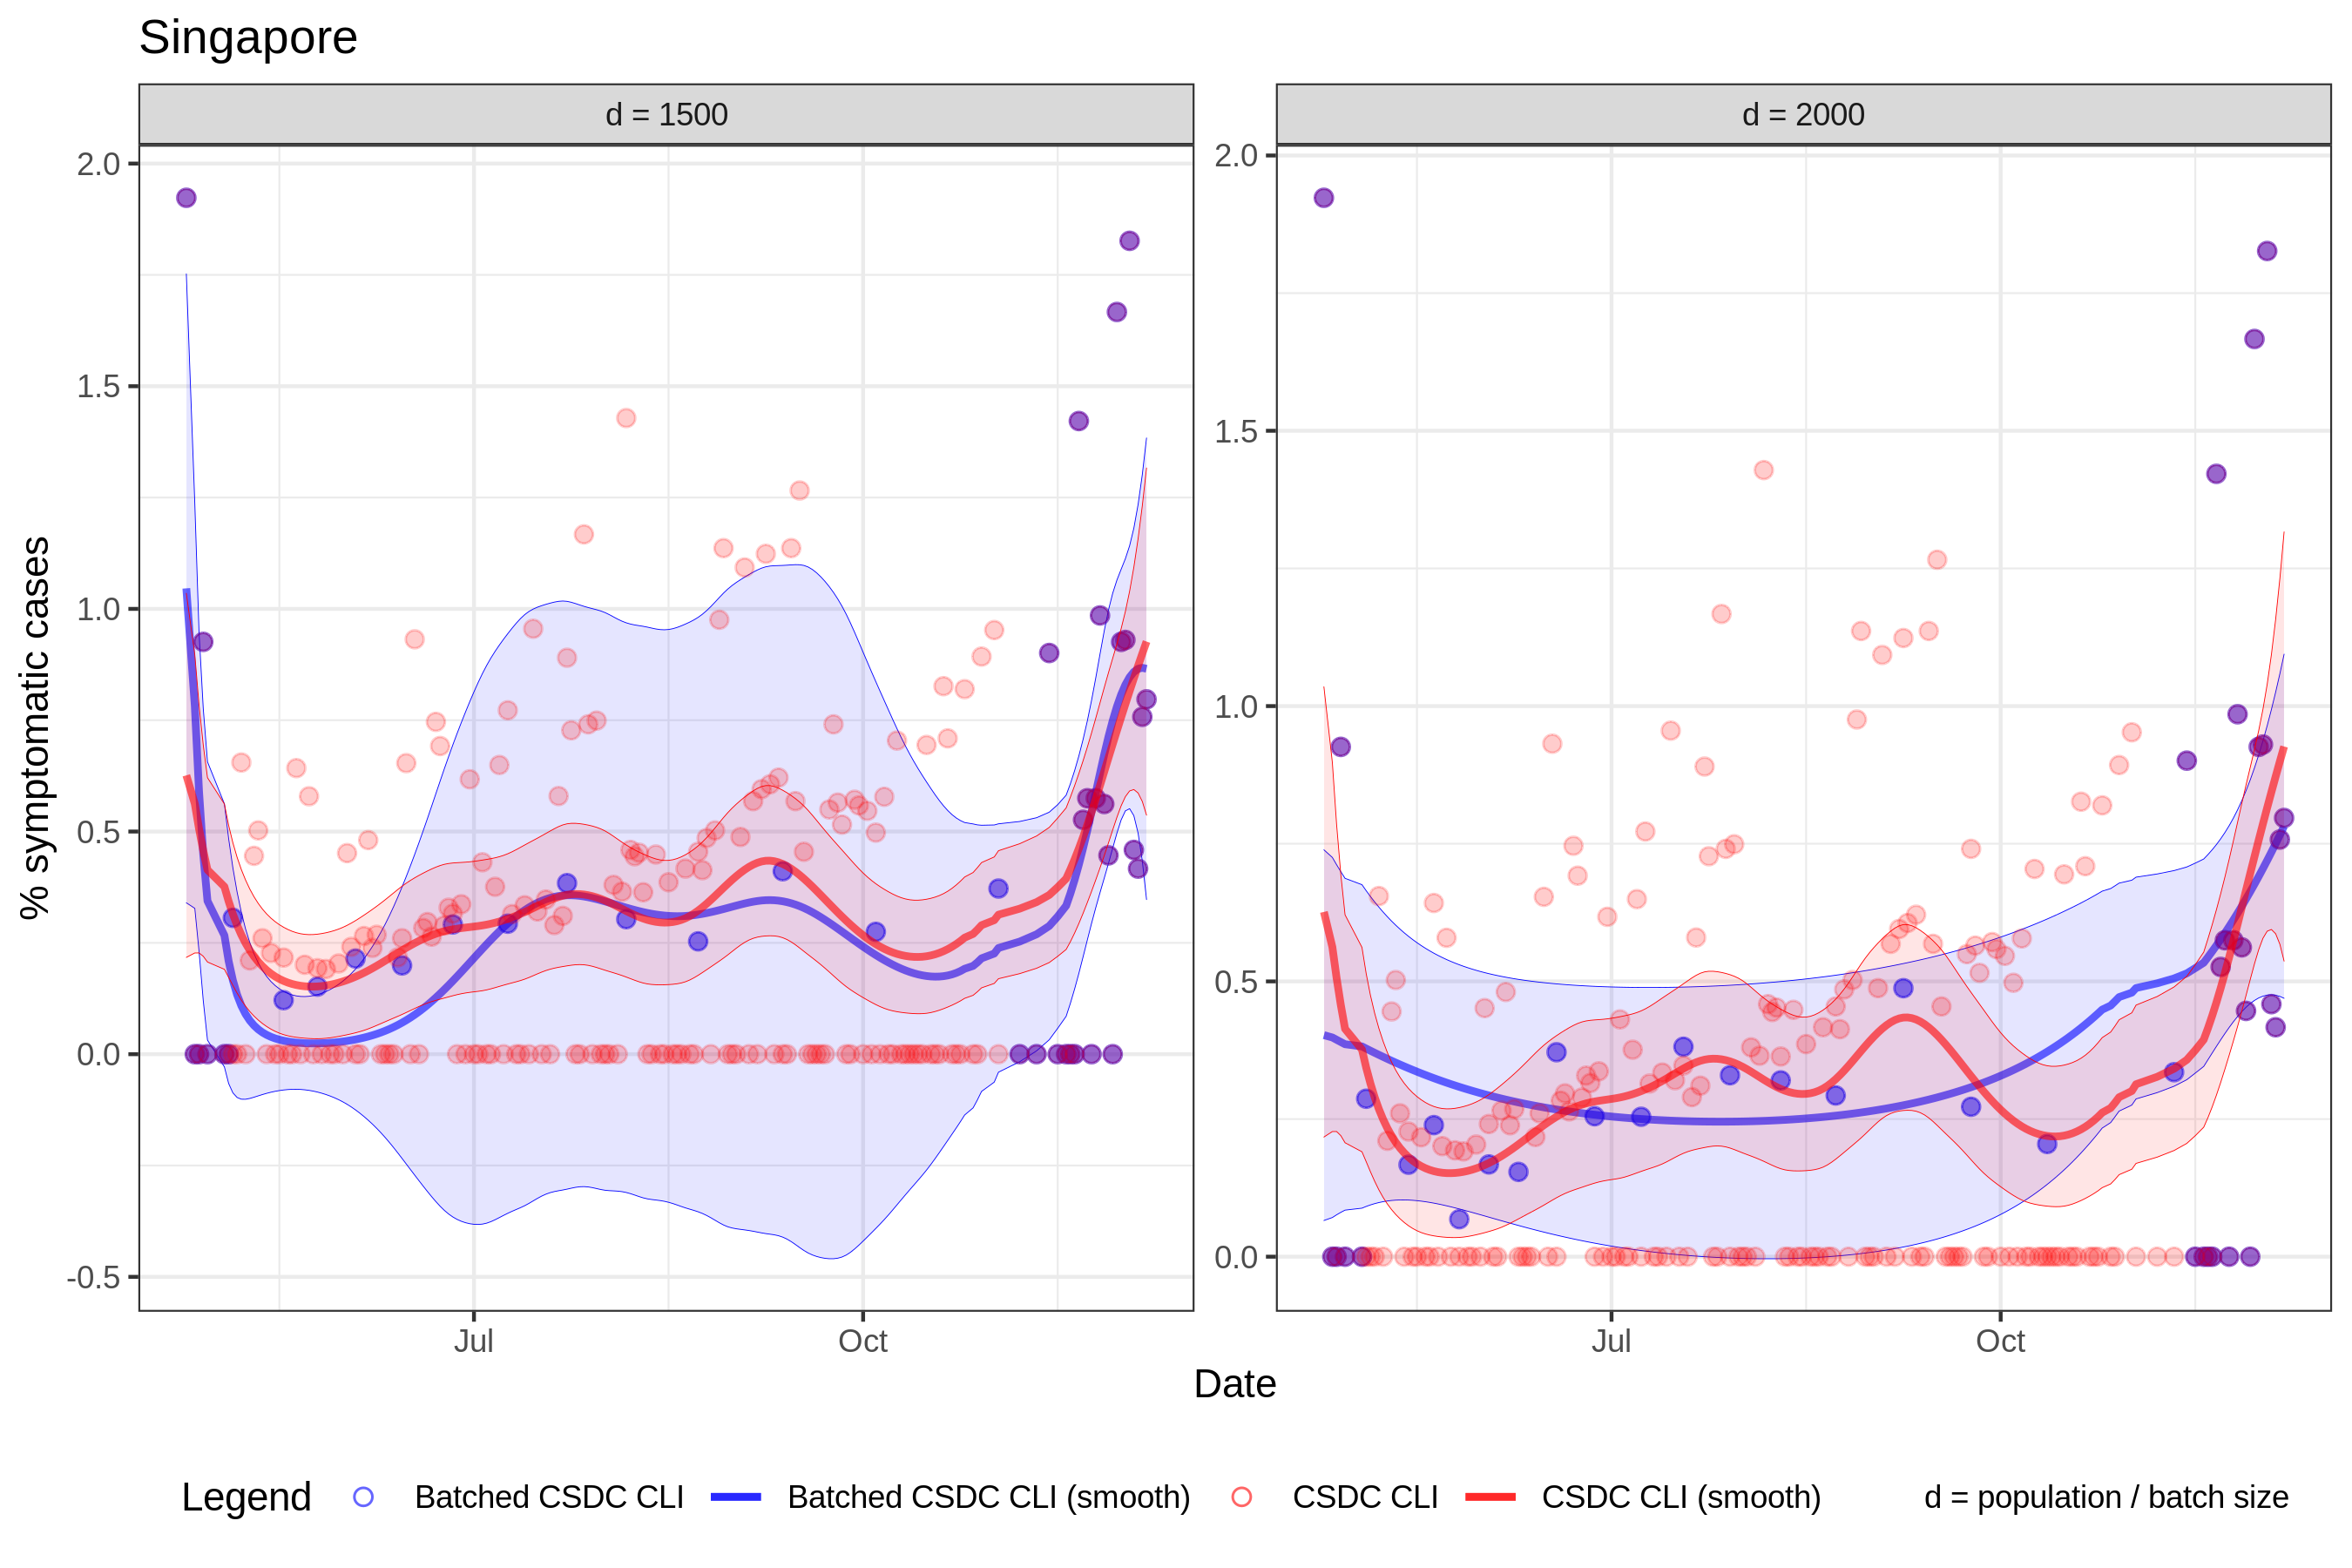 Singapore
d = 1500
d = 2000
% symptomatic cases
2.0
1.5
1.0
0.5
0.0
-0.5
2.0
1.5
1.0
0.5
0.0
Jul
Oct
Jul
Oct
Date
Legend
Batched CSDC CLI
Batched CSDC CLI (smooth)
CSDC CLI
CSDC CLI (smooth)
d = population / batch size